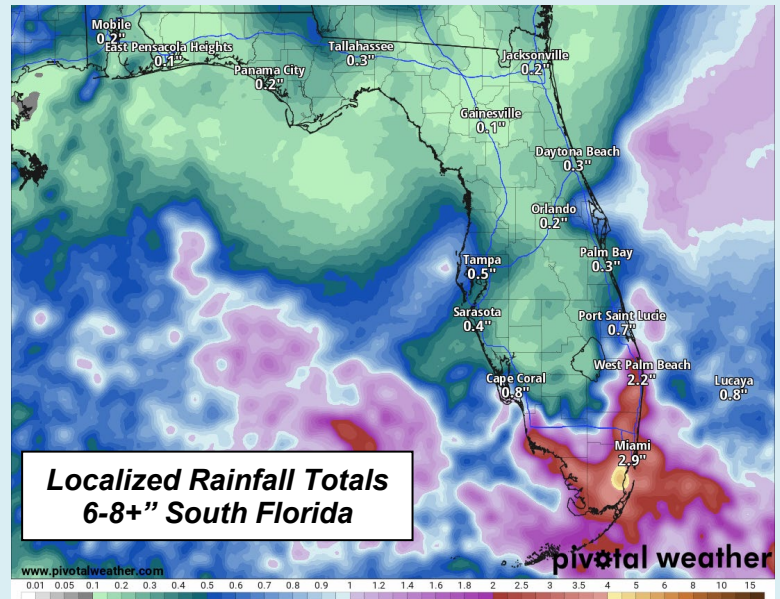 Mobile
0.2"
East Pensacola Heights
0.1"
Panama City
0.2"
Tallahassee
0.3"
Jacksonville
0.2"
Gainesville
0.1"
Daytona Beach
0.3"
Orlando
0.2"
Tampa
0.5"
Palm Bay
0.3"
Sarasota
0.4"
Port Saint Lucie
0.7"
Cape Coral
0.8"
West Palm Beach
2.2"
Lucaya
0.8"
Miami
2.9"
Localized Rainfall Totals
6-8+” South Florida
www.pivotalweather.com
pivotal weather
0.01 0.05 0.1 0.2 0.3 0.4 0.5 0.6 0.7 0.8 0.9 1 1.2 1.4 1.6 1.8 2 2.5 3 3.5 4 5 6 7 8 9 10 15